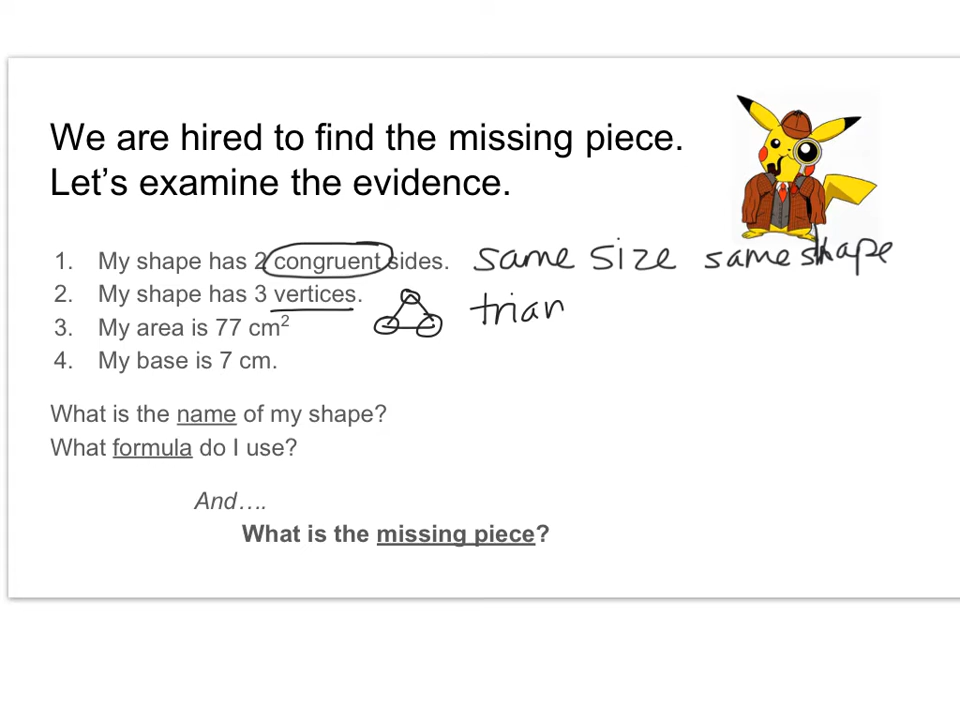 We are hired to find the missing piece.
Let's examine the evidence.
1. My shape has 2 congruent sides. same size same shape
2. My shape has 3 vertices. trian
3. My area is 77 cm²
4. My base is 7 cm.
What is the name of my shape?
What formula do I use?
And….
What is the missing piece?